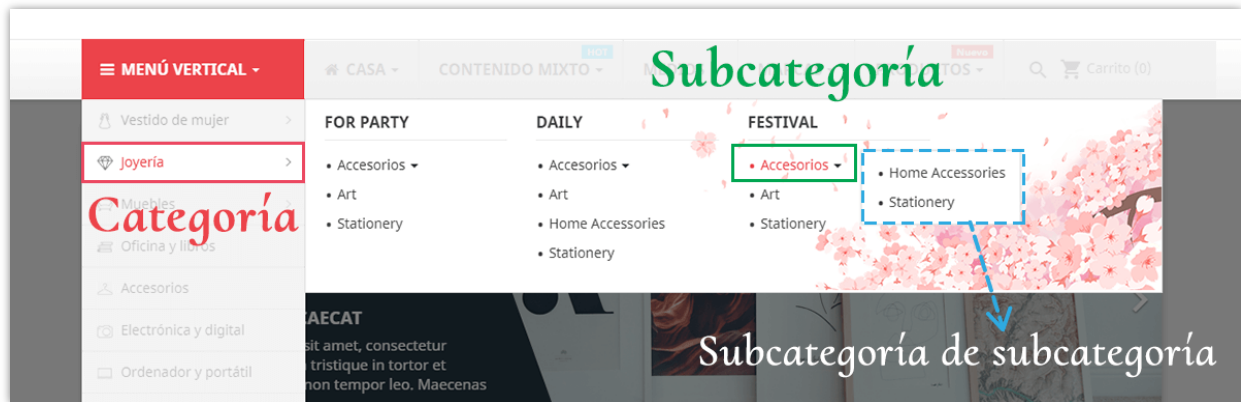 HOT
Nuevo
MENÚ VERTICAL
CASA
CONTENIDO MIXTO
Subcategoría
Carrito (0)
Vestido de mujer
Joyería
Categoría
Muebles
Oficina y libros
Accesorios
Electrónica y digital
Ordenador y portátil
FOR PARTY
• Accesorios
• Art
• Stationery
DAILY
• Accesorios
• Art
• Home Accessories
• Stationery
FESTIVAL
• Accesorios
• Art
• Stationery
• Home Accessories
• Stationery
AECAT
sit amet, consectetur
tristique in tortor et
non tempor leo. Maecenas
Subcategoría de subcategoría